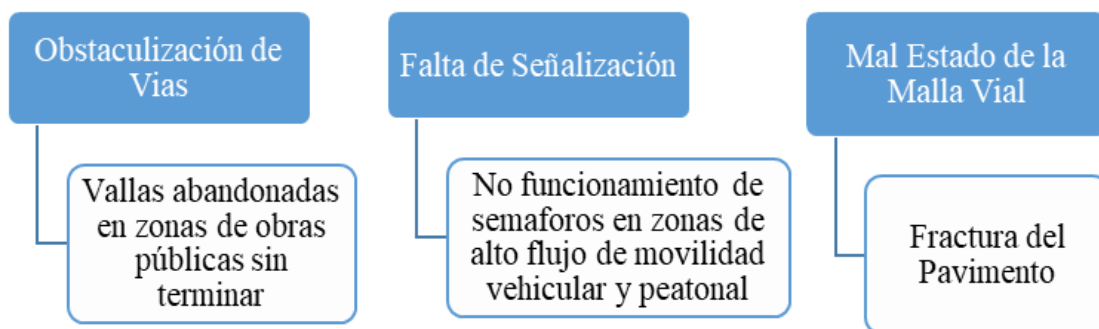 Obstaculización de
Vias
Vallas abandonadas
en zonas de obras
públicas sin
terminar
Falta de Señalización
No funcionamiento de
semaforos en zonas de
alto flujo de movilidad
vehicular y peatonal
Mal Estado de la
Malla Vial
Fractura del
Pavimento